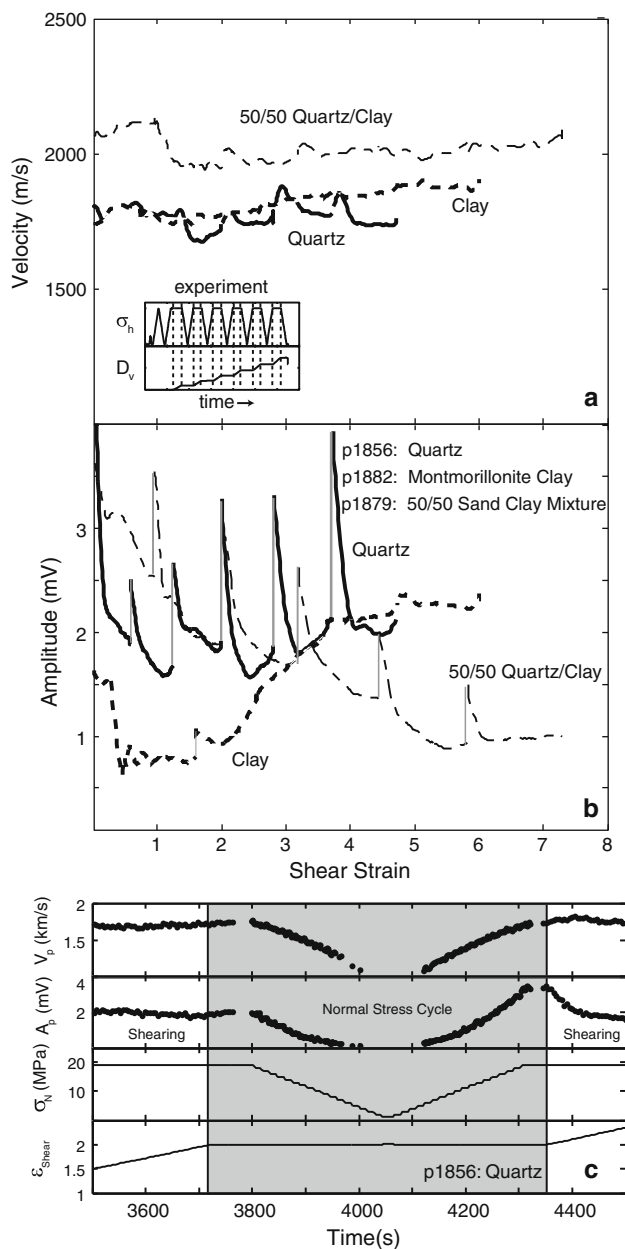 2500
2000
1500
Velocity (m/s)
50/50 Quartz/Clay
Clay
Quartz
experiment
σh
Dv
time→
a
p1856: Quartz
p1882: Montmorillonite Clay
p1879: 50/50 Sand Clay Mixture
3
2
1
Amplitude (mV)
Quartz
50/50 Quartz/Clay
Clay
b
1 2 3 4 5 6 7 8
Shear Strain
Vp (km/s)
2
1.5
Ap (mV)
4
2
Normal Stress Cycle
Shearing
Shearing
σN (MPa)
20
0
εShear
2
1.5
1
p1856: Quartz
c
3600 3800 4000 4200 4400
Time(s)